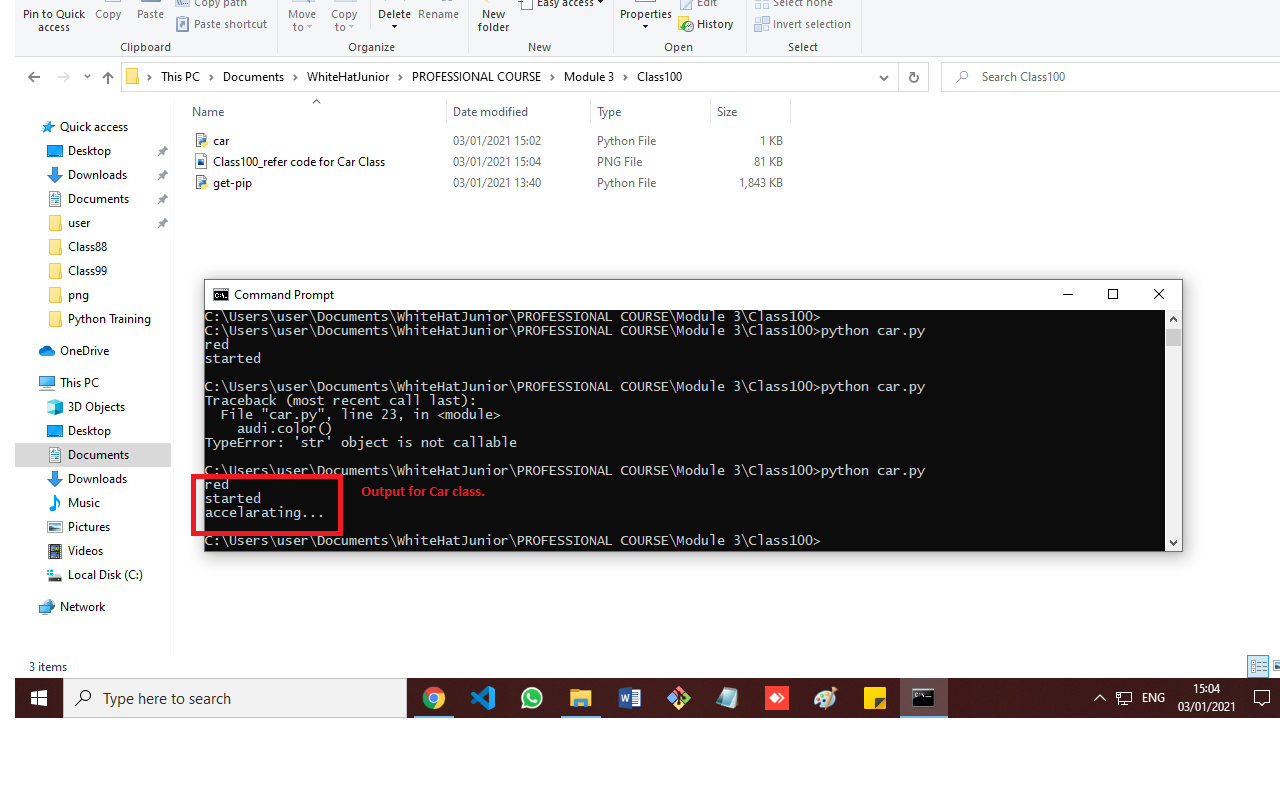 Copy path
Easy access
Edit
Select none
Pin to Quick access
Copy
Paste
Paste shortcut
Move to
Copy to
Delete
Rename
New folder
Properties
History
Invert selection
Clipboard
Organize
New
Open
Select
This PC > Documents > WhiteHatJunior > PROFESSIONAL COURSE > Module 3 > Class100
Search Class100
Name Date modified Type Size
car 03/01/2021 15:02 Python File 1 KB
Class100_refer code for Car Class 03/01/2021 15:04 PNG File 81 KB
get-pip 03/01/2021 13:40 Python File 1,843 KB
Quick access
Desktop
Downloads
Documents
user
Class88
Class99
png
Python Training
OneDrive
This PC
3D Objects
Desktop
Documents
Downloads
Music
Pictures
Videos
Local Disk (C:)
Network
Command Prompt
C:\Users\user\Documents\WhiteHatJunior\PROFESSIONAL COURSE\Module 3\Class100>
C:\Users\user\Documents\WhiteHatJunior\PROFESSIONAL COURSE\Module 3\Class100>python car.py
red
started
C:\Users\user\Documents\WhiteHatJunior\PROFESSIONAL COURSE\Module 3\Class100>python car.py
Traceback (most recent call last):
File "car.py", line 23, in <module>
audi.color()
TypeError: 'str' object is not callable
C:\Users\user\Documents\WhiteHatJunior\PROFESSIONAL COURSE\Module 3\Class100>python car.py
red
started
accelarating...
Output for Car class.
C:\Users\user\Documents\WhiteHatJunior\PROFESSIONAL COURSE\Module 3\Class100>
3 items
Type here to search
ENG
15:04
03/01/2021